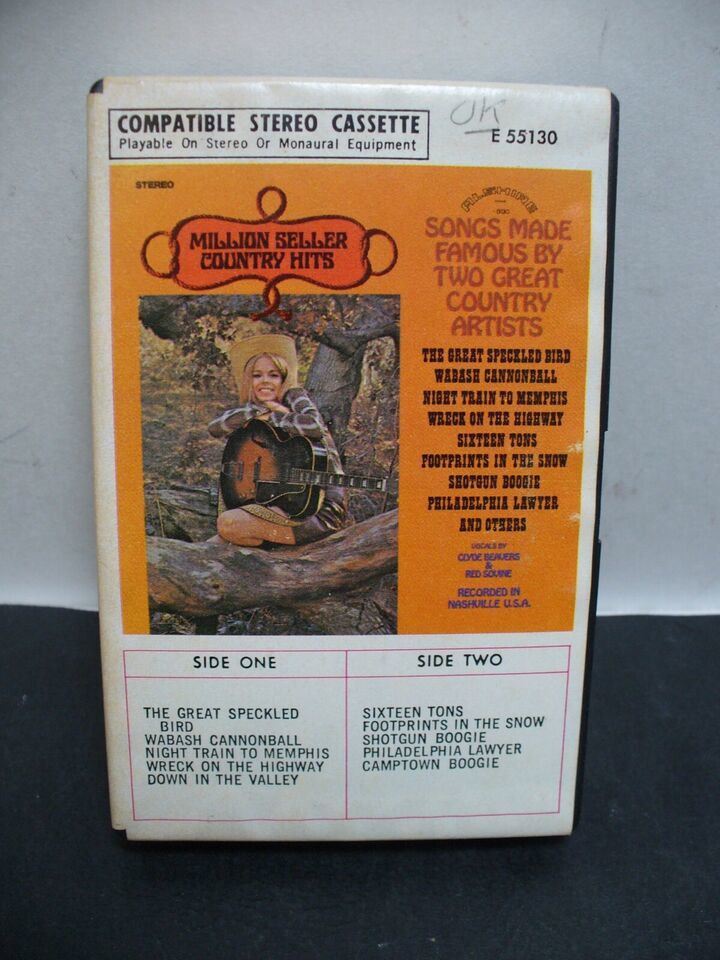 COMPATIBLE STEREO CASSETTE
Playable On Stereo Or Monaural Equipment
OK
E 55130
STEREO
ALSHIRE
MILLION SELLER
COUNTRY HITS
SONGS MADE
FAMOUS BY
TWO GREAT
COUNTRY
ARTISTS
THE GREAT SPECKLED BIRD
WABASH CANNONBALL
NIGHT TRAIN TO MEMPHIS
WRECK ON THE HIGHWAY
SIXTEEN TONS
FOOTPRINTS IN THE SNOW
SHOTGUN BOOGIE
PHILADELPHIA LAWYER
AND OTHERS
VOCALS BY
CLYDE BEAVERS
&
RED SOVINE
RECORDED IN
NASHVILLE U.S.A.
SIDE ONE
THE GREAT SPECKLED
BIRD
WABASH CANNONBALL
NIGHT TRAIN TO MEMPHIS
WRECK ON THE HIGHWAY
DOWN IN THE VALLEY
SIDE TWO
SIXTEEN TONS
FOOTPRINTS IN THE SNOW
SHOTGUN BOOGIE
PHILADELPHIA LAWYER
CAMPTOWN BOOGIE